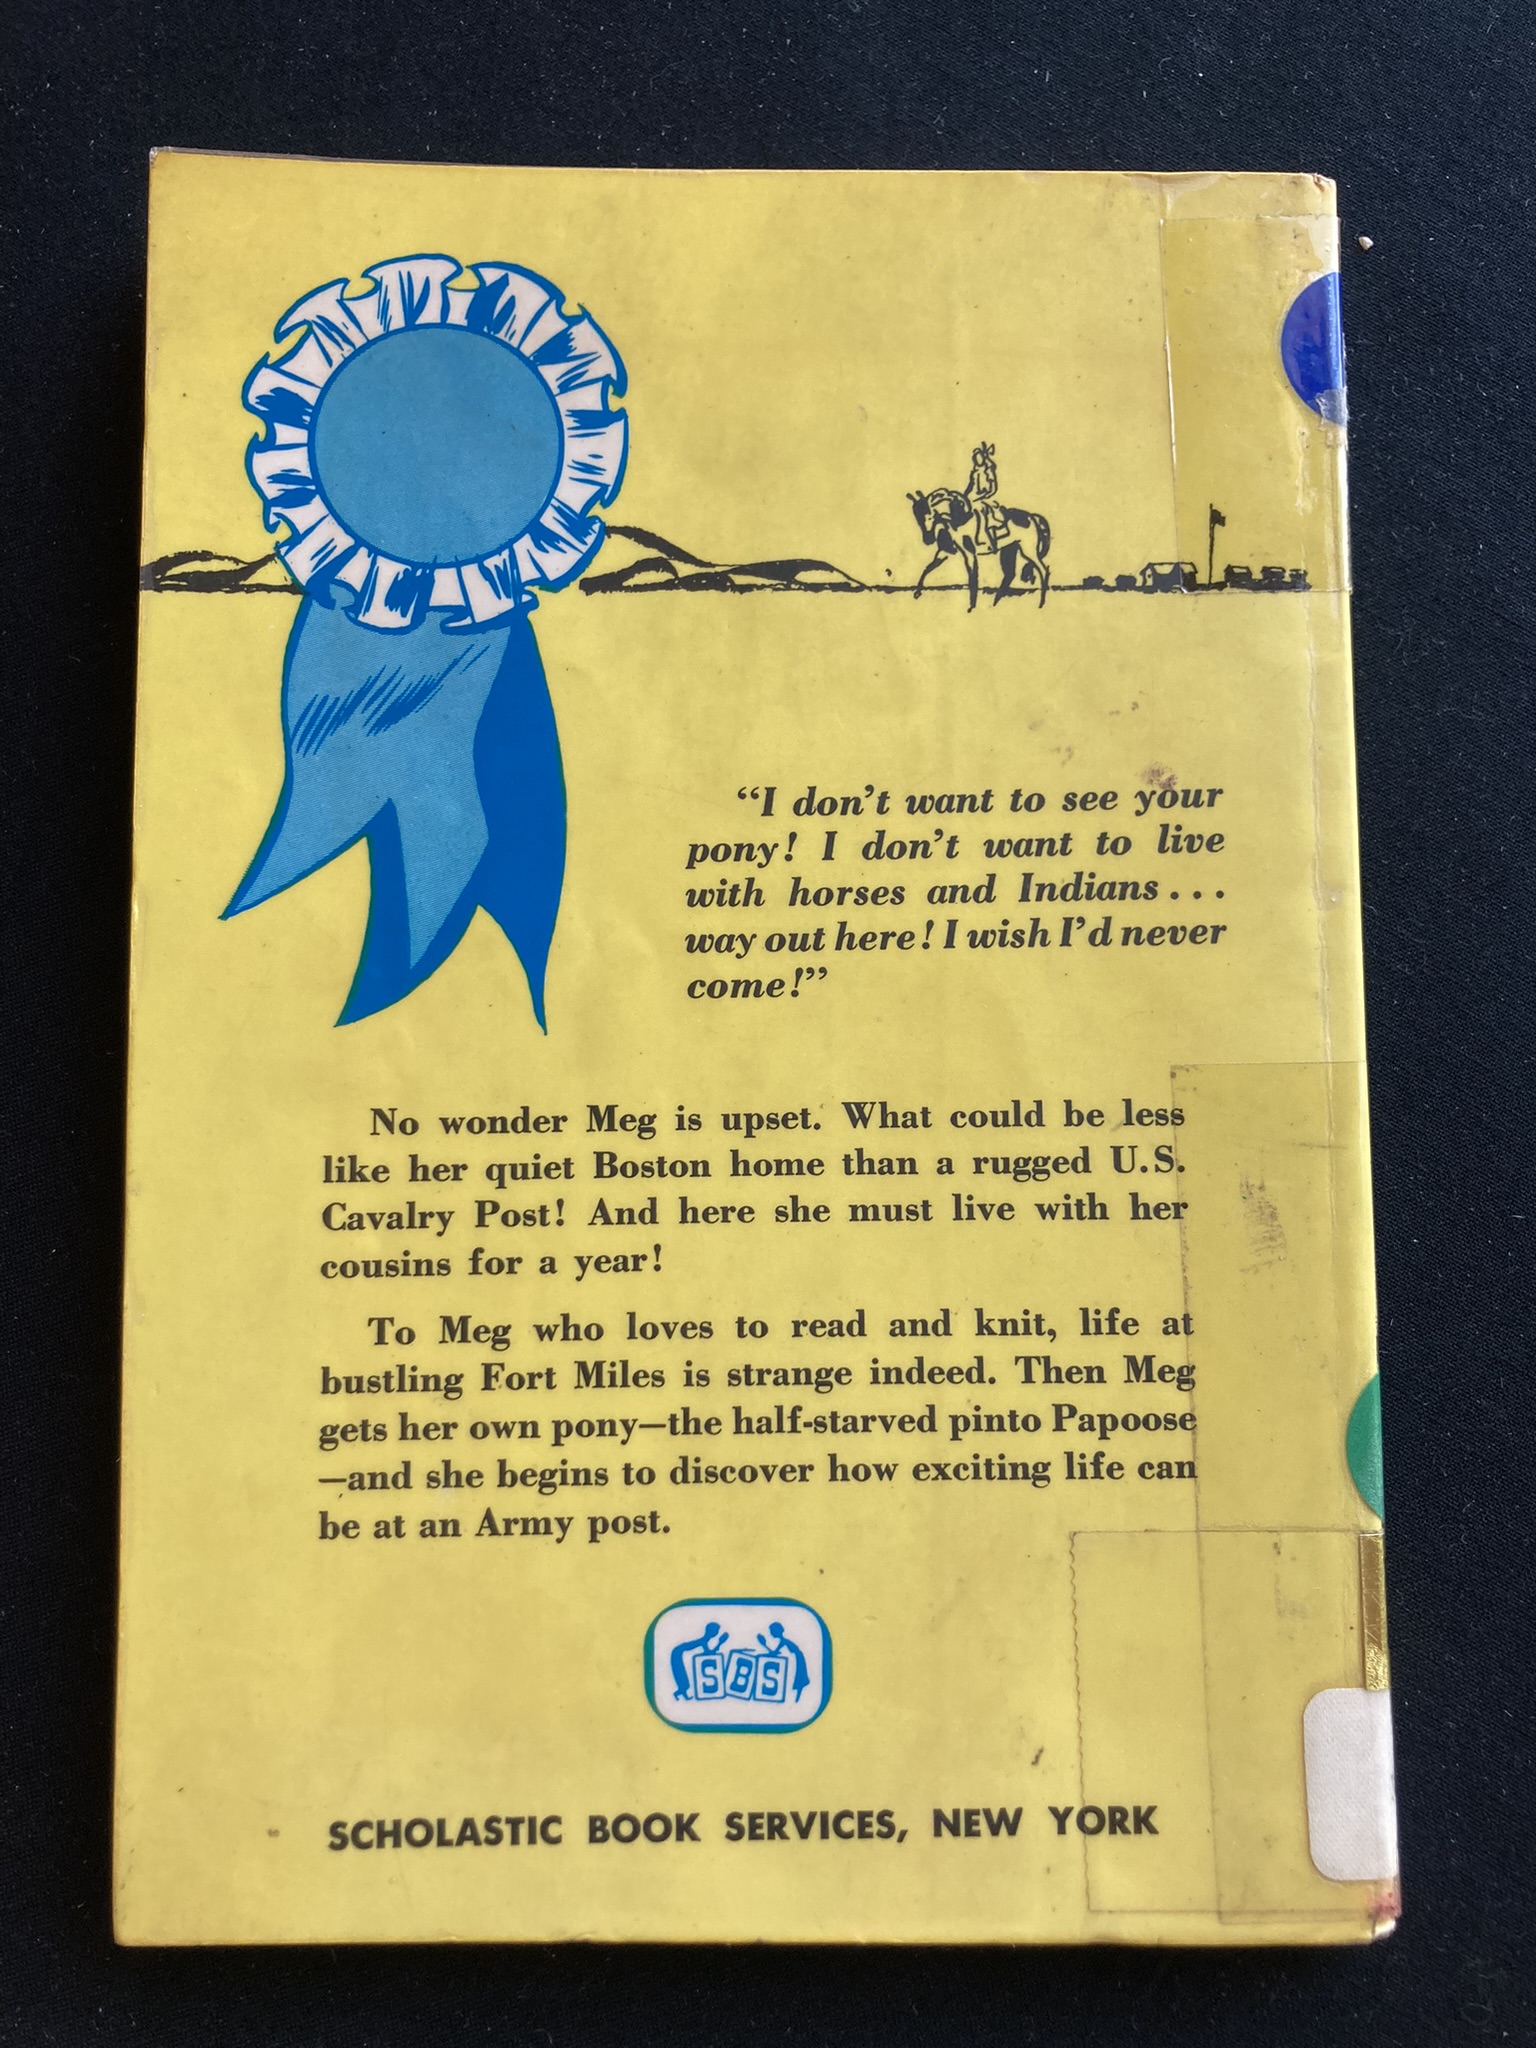 “I don’t want to see your
pony! I don’t want to live
with horses and Indians...
way out here! I wish I’d never
come!”
No wonder Meg is upset. What could be less
like her quiet Boston home than a rugged U.S.
Cavalry Post! And here she must live with her
cousins for a year!
To Meg who loves to read and knit, life at
bustling Fort Miles is strange indeed. Then Meg
gets her own pony—the half-starved pinto Papoose
—and she begins to discover how exciting life can
be at an Army post.
SBS
SCHOLASTIC BOOK SERVICES, NEW YORK